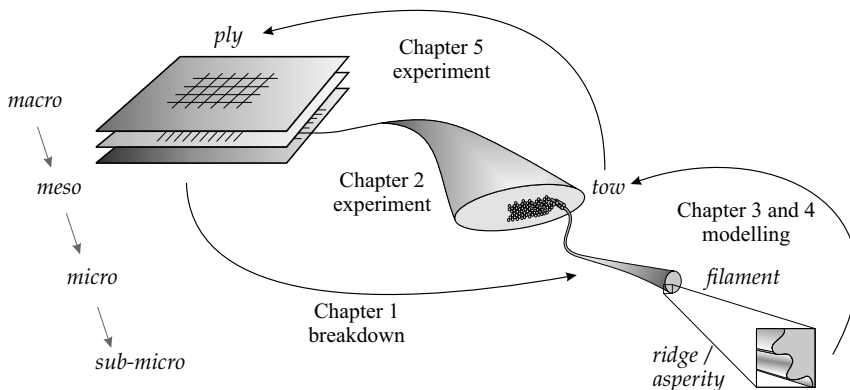 ply
Chapter 5
experiment
macro
meso
Chapter 2
experiment
tow
Chapter 3 and 4
modelling
micro
filament
Chapter 1
breakdown
sub-micro
ridge /
asperity